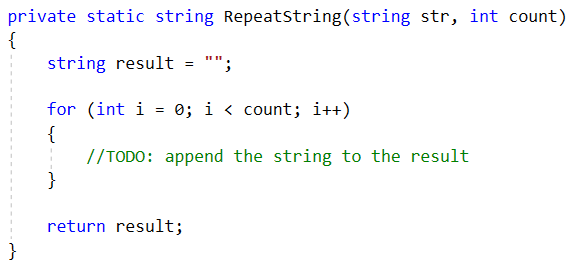 private static string RepeatString(string str, int count)
{
string result = "";
for (int i = 0; i < count; i++)
{
//TODO: append the string to the result
}
return result;
}